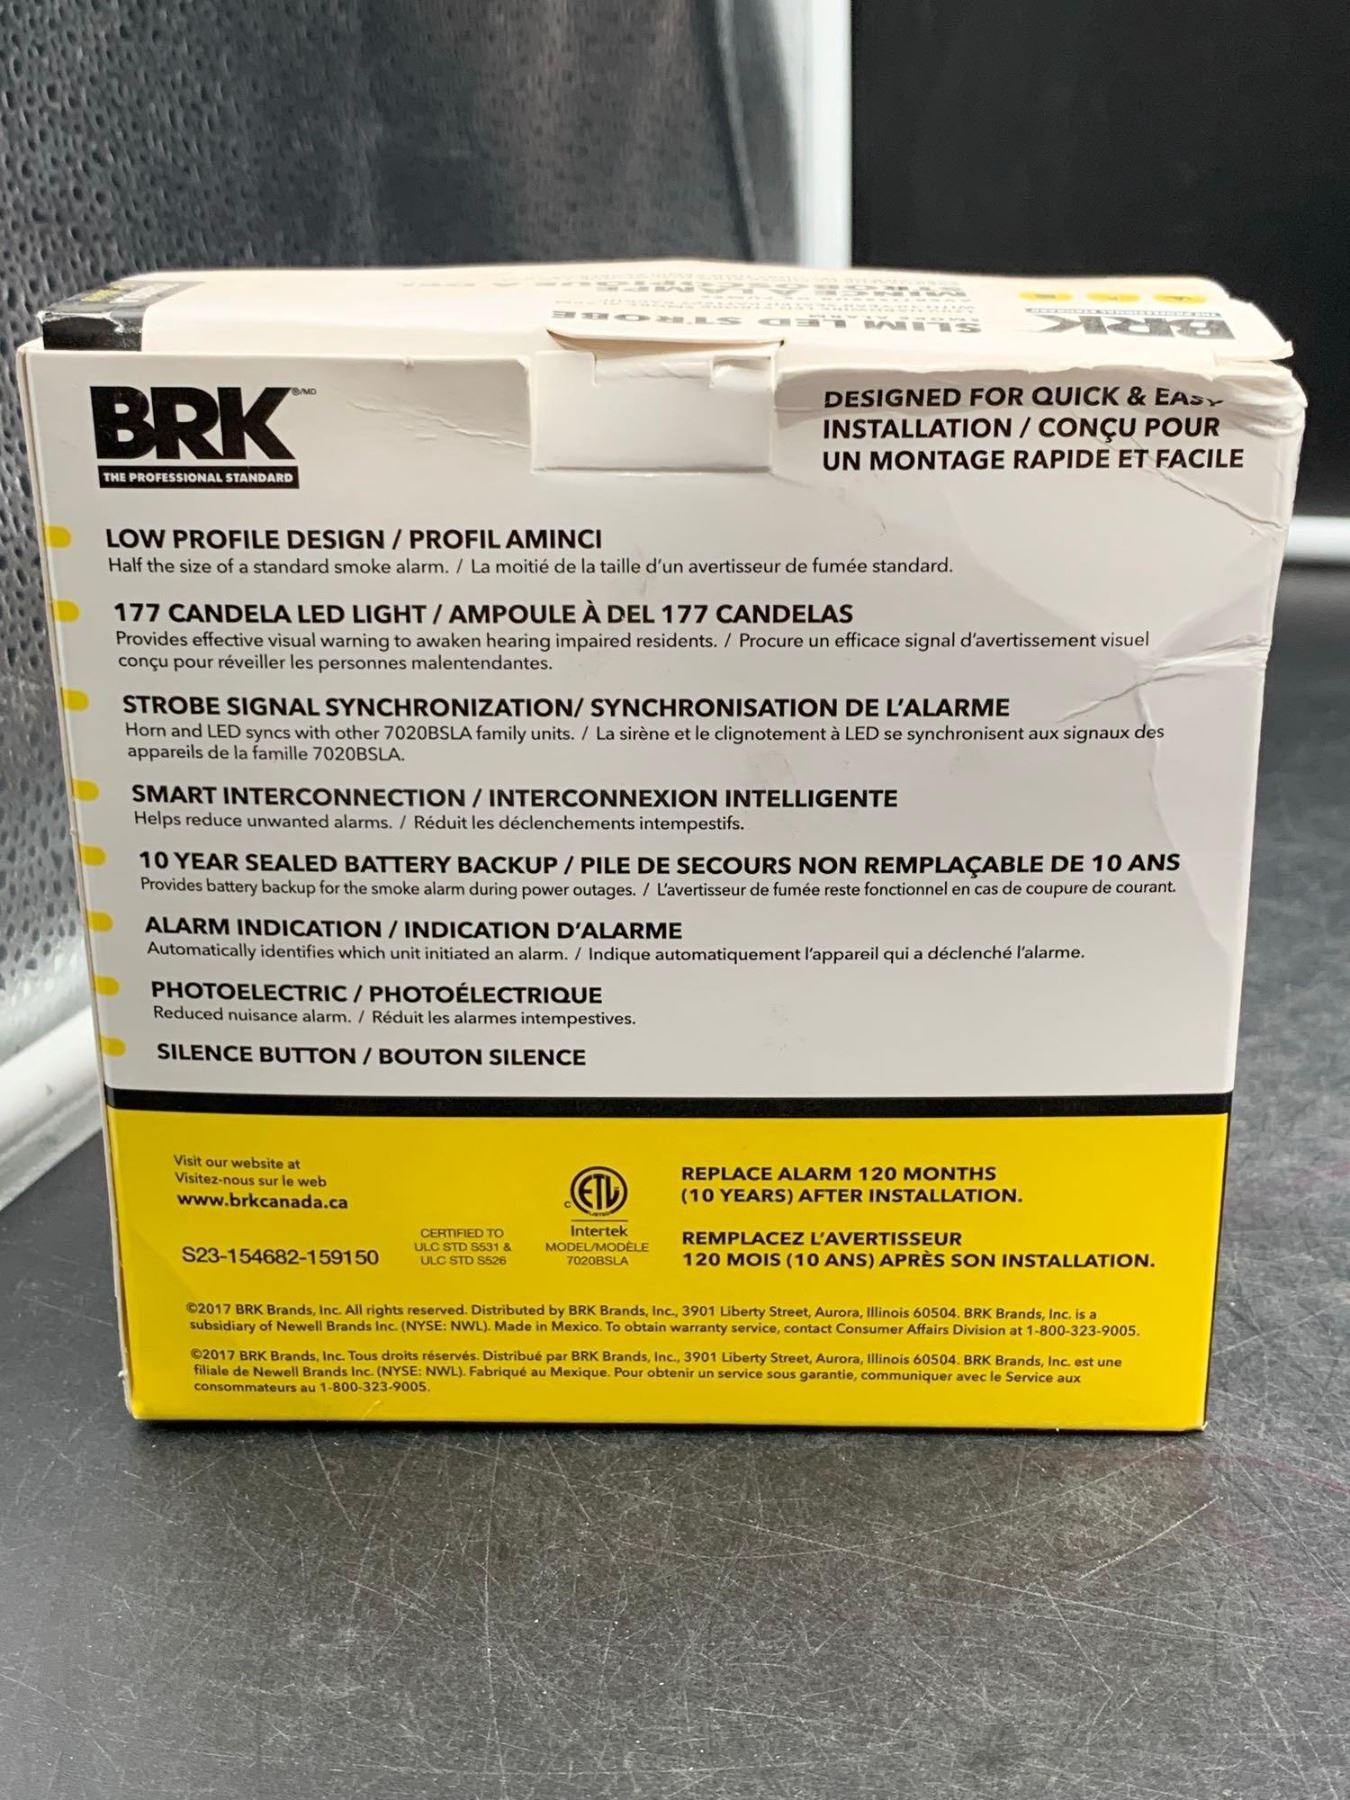 SLIM LED STROBE
BRK
BRK ®/MD
THE PROFESSIONAL STANDARD
DESIGNED FOR QUICK & EASY
INSTALLATION / CONÇU POUR
UN MONTAGE RAPIDE ET FACILE
LOW PROFILE DESIGN / PROFIL AMINCI
Half the size of a standard smoke alarm. / La moitié de la taille d'un avertisseur de fumée standard.
177 CANDELA LED LIGHT / AMPOULE À DEL 177 CANDELAS
Provides effective visual warning to awaken hearing impaired residents. / Procure un efficace signal d'avertissement visuel
conçu pour réveiller les personnes malentendantes.
STROBE SIGNAL SYNCHRONIZATION/ SYNCHRONISATION DE L'ALARME
Horn and LED syncs with other 7020BSLA family units. / La sirène et le clignotement à LED se synchronisent aux signaux des
appareils de la famille 7020BSLA.
SMART INTERCONNECTION / INTERCONNEXION INTELLIGENTE
Helps reduce unwanted alarms. / Réduit les déclenchements intempestifs.
10 YEAR SEALED BATTERY BACKUP / PILE DE SECOURS NON REMPLAÇABLE DE 10 ANS
Provides battery backup for the smoke alarm during power outages. / L'avertisseur de fumée reste fonctionnel en cas de coupure de courant.
ALARM INDICATION / INDICATION D'ALARME
Automatically identifies which unit initiated an alarm. / Indique automatiquement l'appareil qui a déclenché l'alarme.
PHOTOELECTRIC / PHOTOÉLECTRIQUE
Reduced nuisance alarm. / Réduit les alarmes intempestives.
SILENCE BUTTON / BOUTON SILENCE
Visit our website at
Visitez-nous sur le web
www.brkcanada.ca
S23-154682-159150
CERTIFIED TO
ULC STD S531 &
ULC STD S526
C ETL
LISTED
Intertek
MODEL/MODÈLE
7020BSLA
REPLACE ALARM 120 MONTHS
(10 YEARS) AFTER INSTALLATION.
REMPLACEZ L'AVERTISSEUR
120 MOIS (10 ANS) APRÈS SON INSTALLATION.
©2017 BRK Brands, Inc. All rights reserved. Distributed by BRK Brands, Inc., 3901 Liberty Street, Aurora, Illinois 60504. BRK Brands, Inc. is a
subsidiary of Newell Brands Inc. (NYSE: NWL). Made in Mexico. To obtain warranty service, contact Consumer Affairs Division at 1-800-323-9005.
©2017 BRK Brands, Inc. Tous droits réservés. Distribué par BRK Brands, Inc., 3901 Liberty Street, Aurora, Illinois 60504. BRK Brands, Inc. est une
filiale de Newell Brands Inc. (NYSE: NWL). Fabriqué au Mexique. Pour obtenir un service sous garantie, communiquer avec le Service aux
consommateurs au 1-800-323-9005.